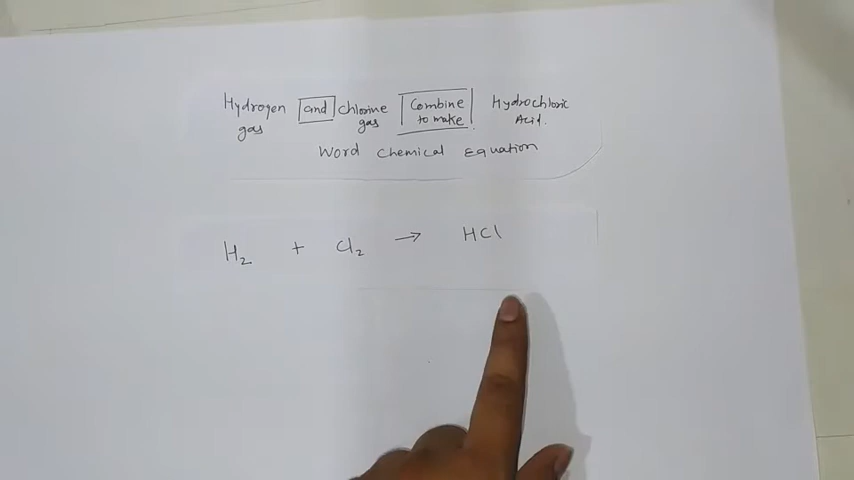 Hydrogen gas and chlorine gas Combine to make Hydrochloric Acid.
Word Chemical Equation
H₂ + Cl₂ → HCl